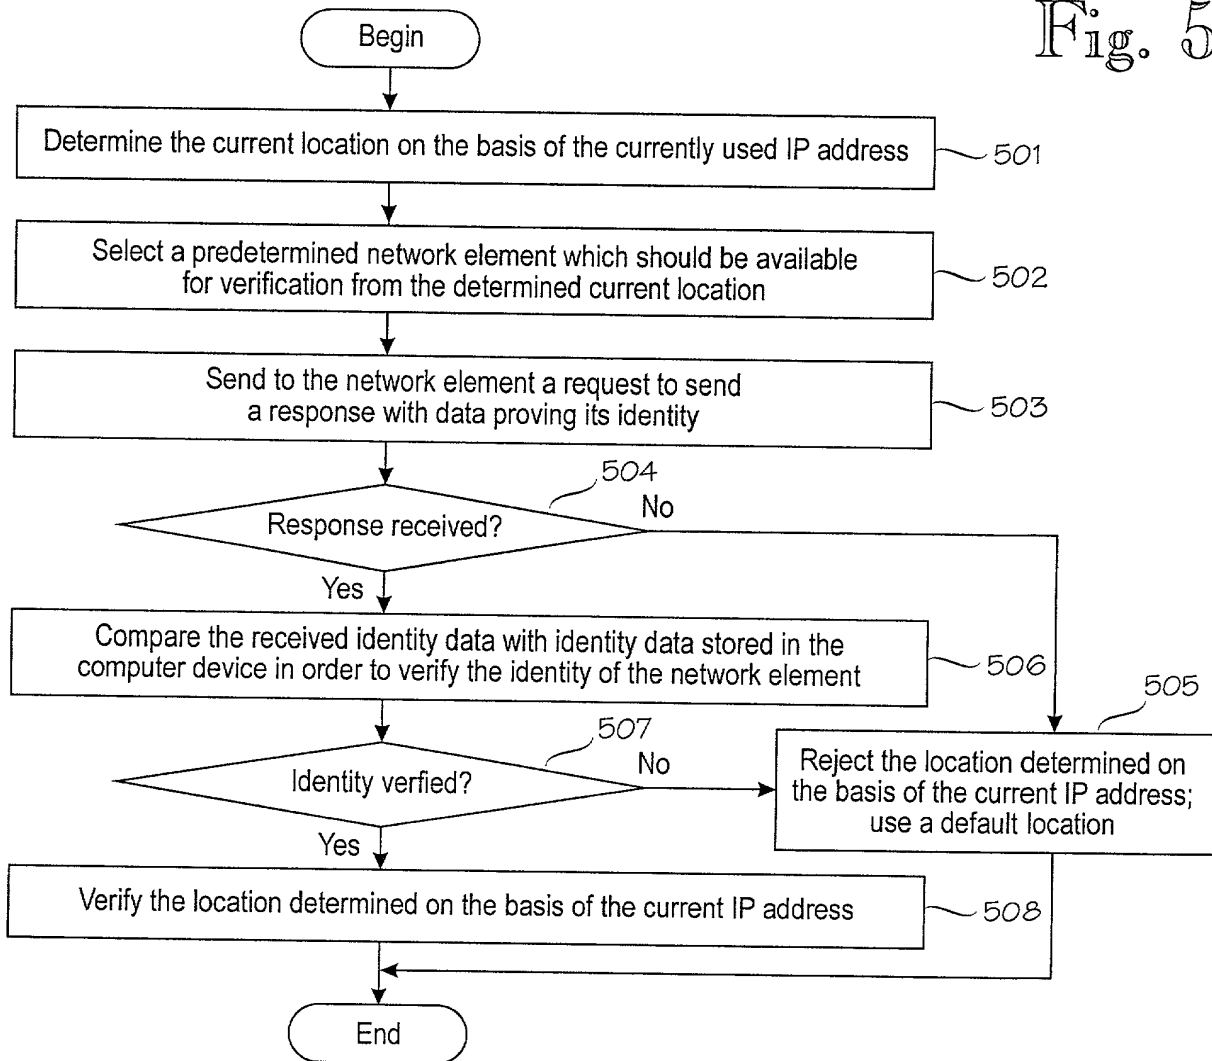 Fig. 5
Begin
Determine the current location on the basis of the currently used IP address
501
Select a predetermined network element which should be available
for verification from the determined current location
502
Send to the network element a request to send
a response with data proving its identity
503
504
Response received?
No
Yes
Compare the received identity data with identity data stored in the
computer device in order to verify the identity of the network element
506
505
507
Identity verfied?
No
Reject the location determined on
the basis of the current IP address;
use a default location
Yes
Verify the location determined on the basis of the current IP address
508
End